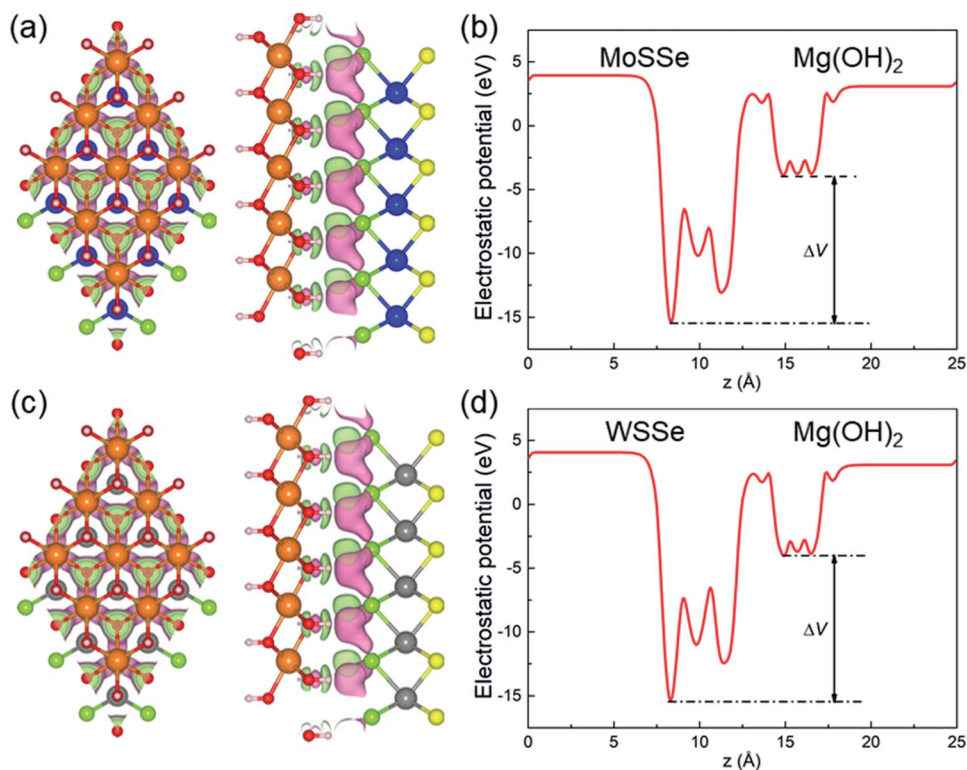 (a)
(b)
Electrostatic potential (eV)
5
0
-5
-10
-15
MoSSe
Mg(OH)₂
ΔV
0 5 10 15 20 25
z (Å)
(c)
(d)
Electrostatic potential (eV)
5
0
-5
-10
-15
WSSe
Mg(OH)₂
ΔV
0 5 10 15 20 25
z (Å)